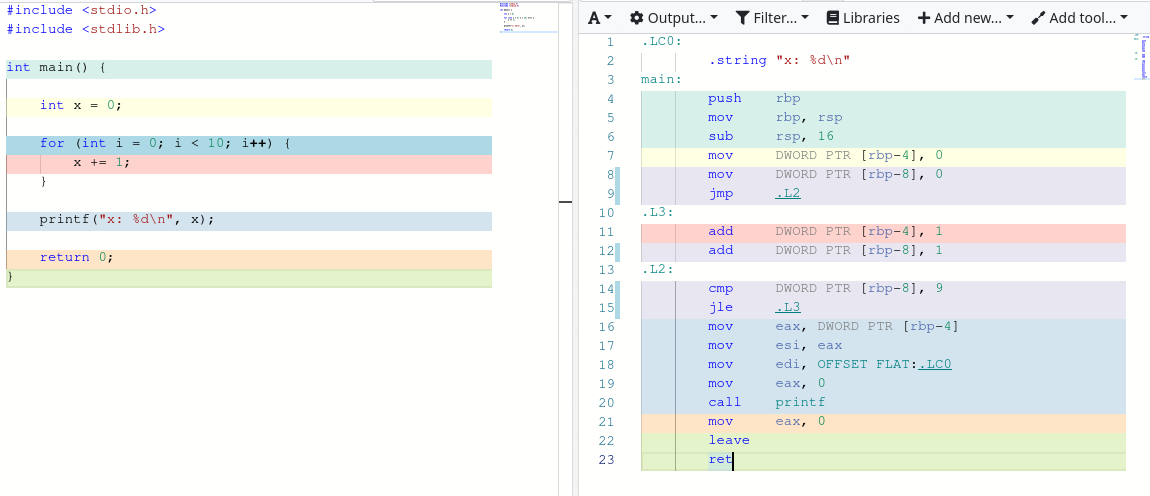 #include <stdio.h>
#include <stdlib.h>
int main() {
int x = 0;
for (int i = 0; i < 10; i++) {
x += 1;
}
printf("x: %d\n", x);
return 0;
}
A Output... Filter... Libraries + Add new... Add tool...
1 .LC0:
2 .string "x: %d\n"
3 main:
4 push rbp
5 mov rbp, rsp
6 sub rsp, 16
7 mov DWORD PTR [rbp-4], 0
8 mov DWORD PTR [rbp-8], 0
9 jmp .L2
10 .L3:
11 add DWORD PTR [rbp-4], 1
12 add DWORD PTR [rbp-8], 1
13 .L2:
14 cmp DWORD PTR [rbp-8], 9
15 jle .L3
16 mov eax, DWORD PTR [rbp-4]
17 mov esi, eax
18 mov edi, OFFSET FLAT:.LC0
19 mov eax, 0
20 call printf
21 mov eax, 0
22 leave
23 ret